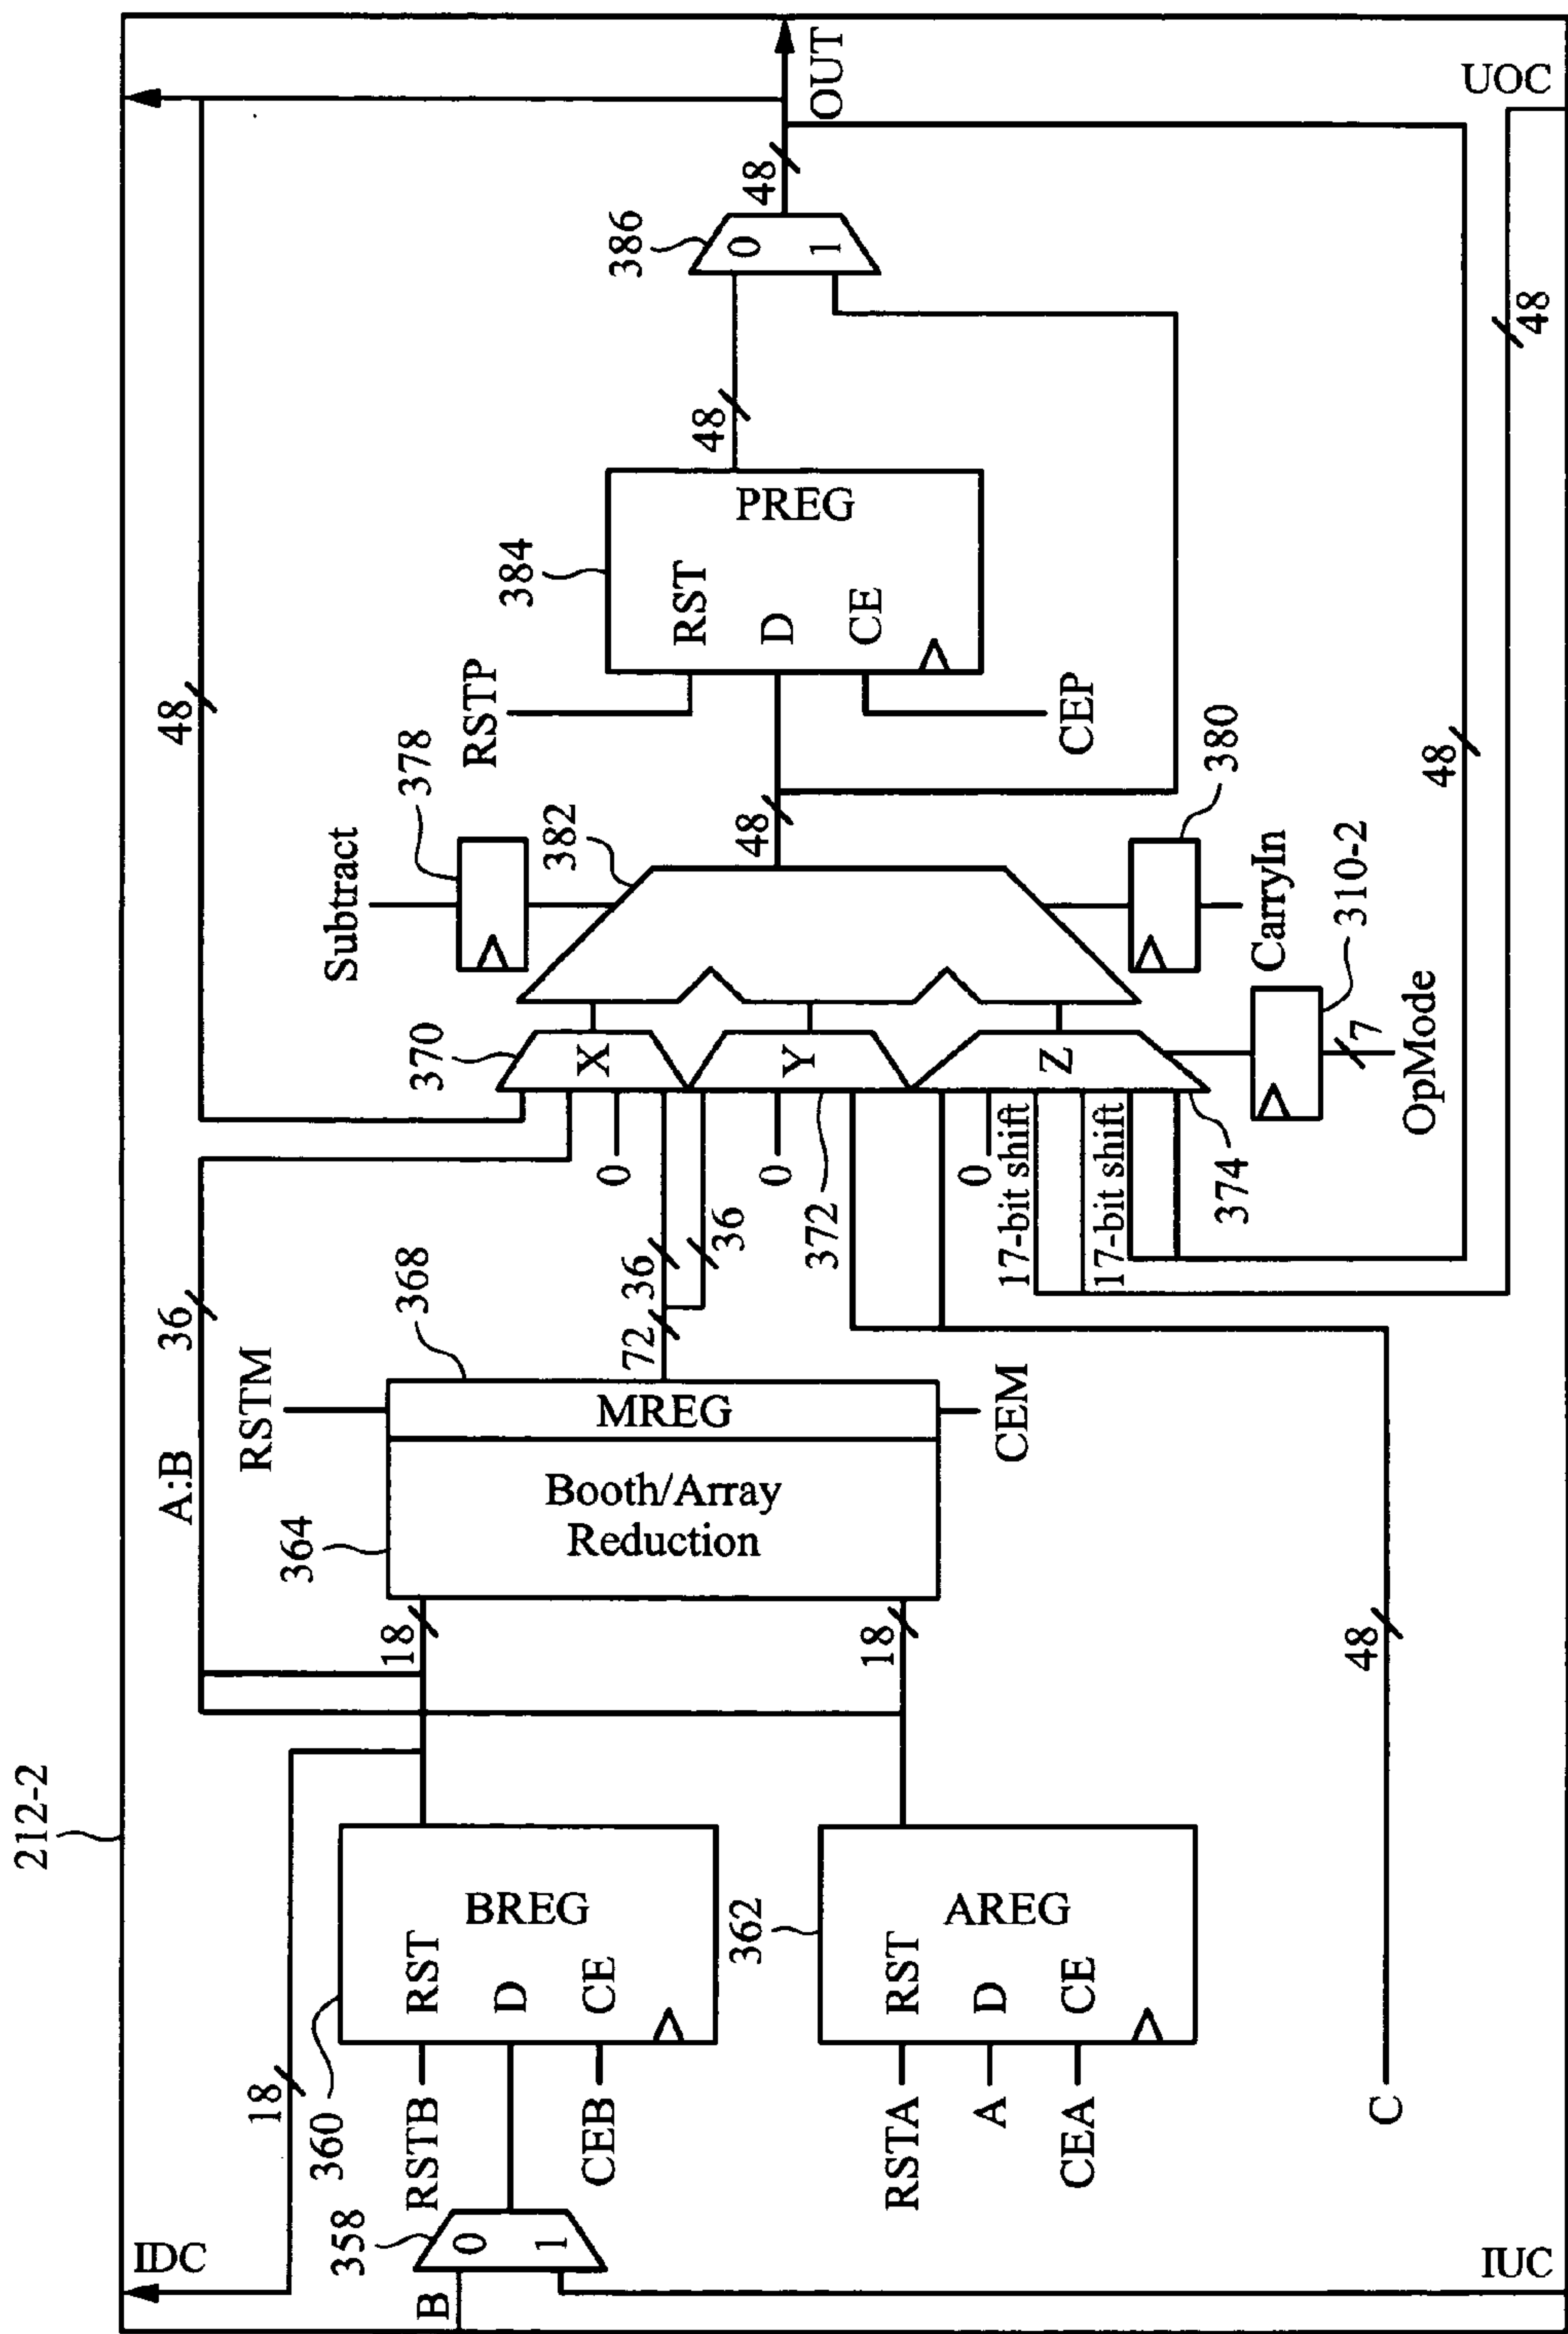 212-2
IDC
18
A:B
36
48
B
358
0
1
360
RSTB
CEB
RST
D
CE
BREG
18
364
Booth/Array
Reduction
RSTM
368
MREG
CEM
72
36
36
0
0
0
370
X
Y
Z
372
374
17-bit shift
17-bit shift
Subtract
378
382
48
380
CarryIn
310-2
7
OpMode
RSTP
CEP
384
RST
D
CE
PREG
48
386
0
1
48
OUT
362
RSTA
A
CEA
RST
D
CE
AREG
18
C
48
48
48
IUC
UOC